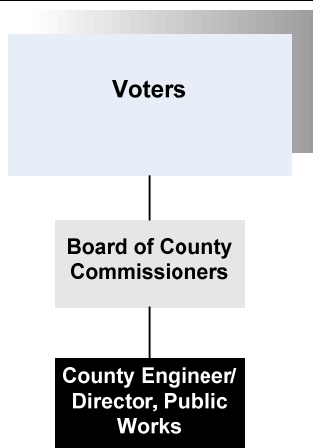 Voters
Board of County
Commissioners
County Engineer/
Director, Public
Works